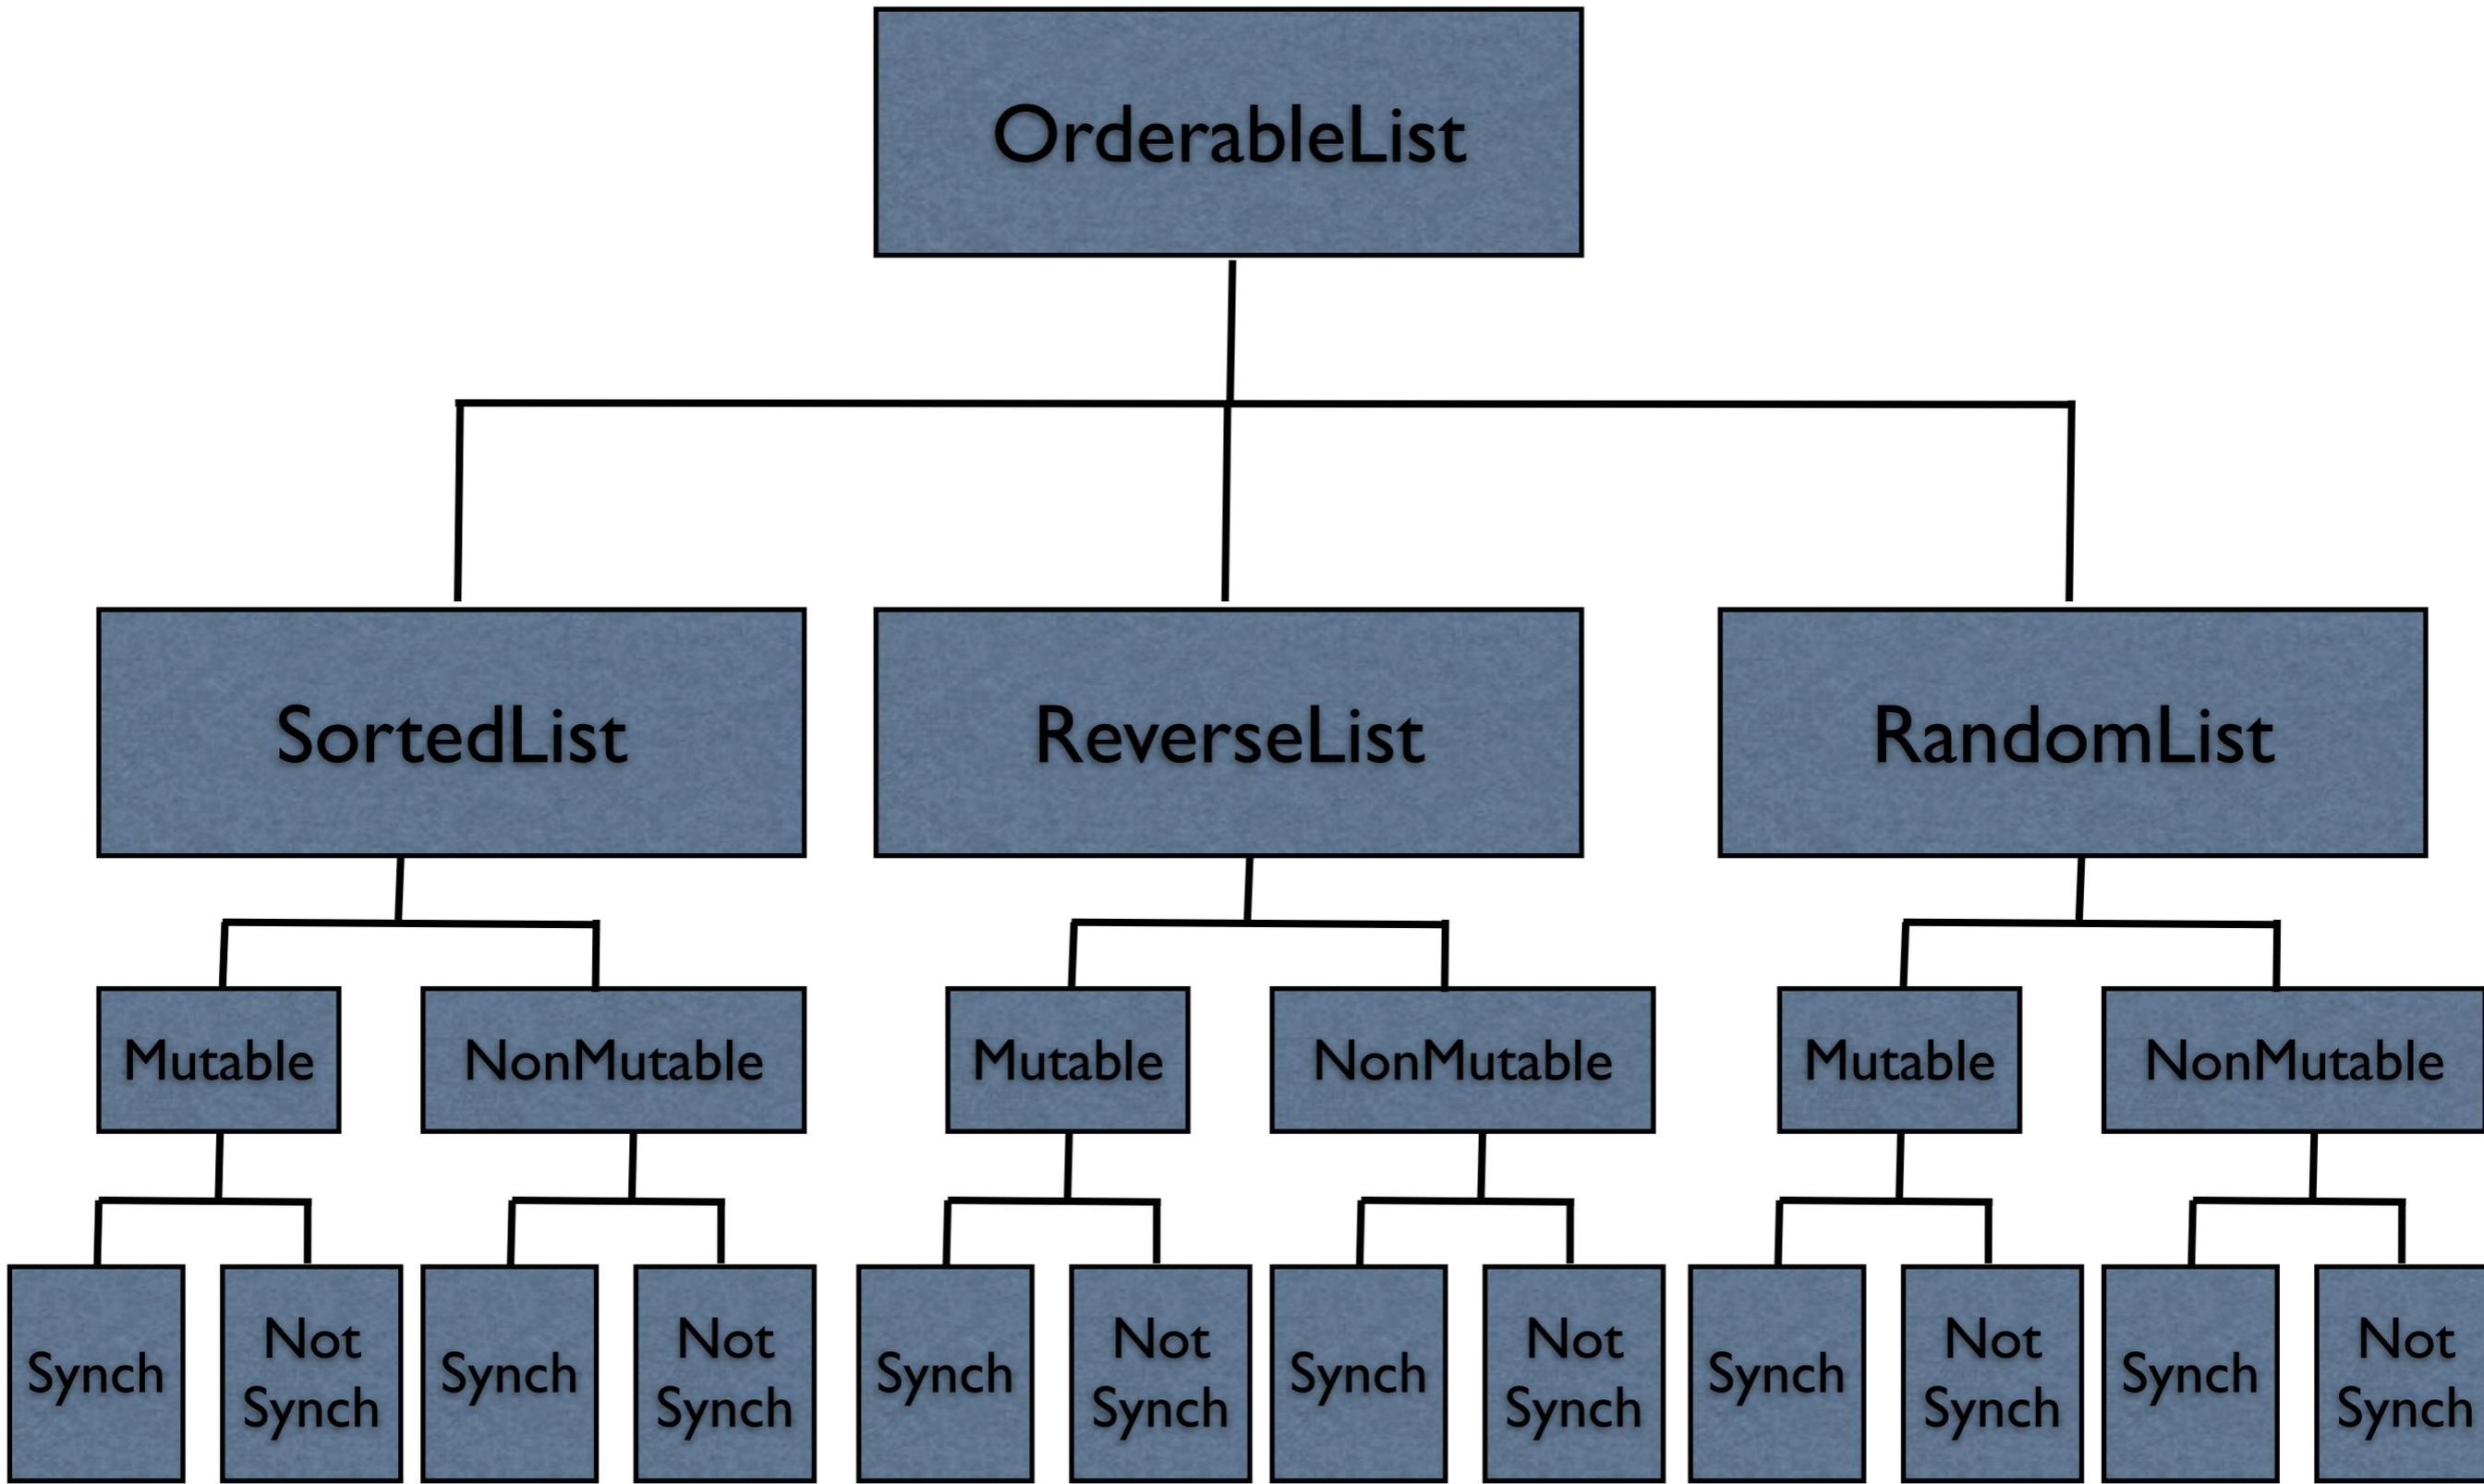 OrderableList
SortedList
ReverseList
RandomList
Mutable
NonMutable
Mutable
NonMutable
Mutable
NonMutable
Synch
Not
Synch
Synch
Not
Synch
Synch
Not
Synch
Synch
Not
Synch
Synch
Not
Synch
Synch
Not
Synch